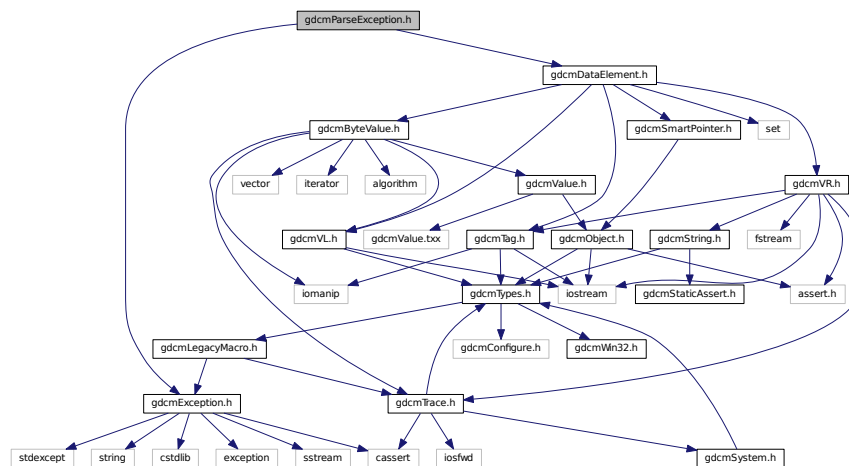 gdcmParseException.h
gdcmDataElement.h
gdcmByteValue.h
gdcmSmartPointer.h
set
vector
iterator
algorithm
gdcmValue.h
gdcmVR.h
gdcmVL.h
gdcmValue.txx
gdcmTag.h
gdcmObject.h
gdcmString.h
fstream
iomanip
gdcmTypes.h
iostream
gdcmStaticAssert.h
assert.h
gdcmLegacyMacro.h
gdcmConfigure.h
gdcmWin32.h
gdcmException.h
gdcmTrace.h
stdexcept
string
cstdlib
exception
sstream
cassert
iosfwd
gdcmSystem.h